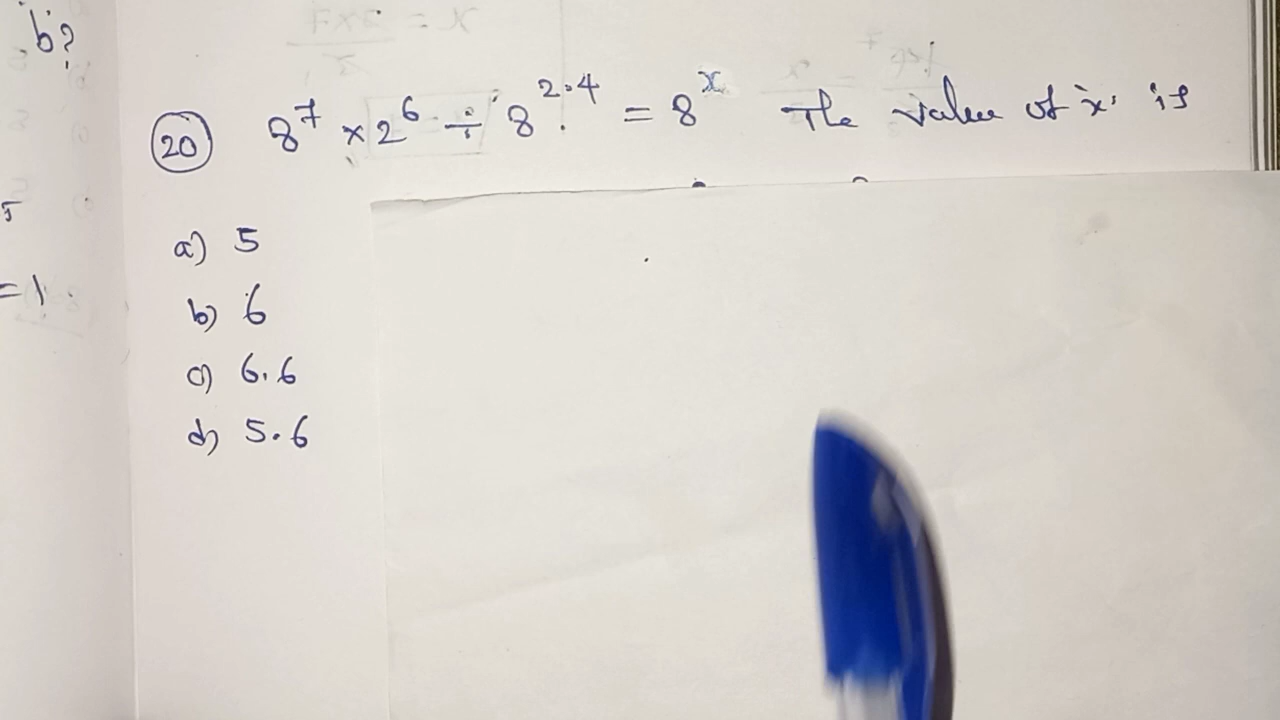 b?
20 8^7 × 2^6 ÷ 8^2.4 = 8^x The value of 'x' is
a) 5
= 1
b) 6
c) 6.6
d) 5.6